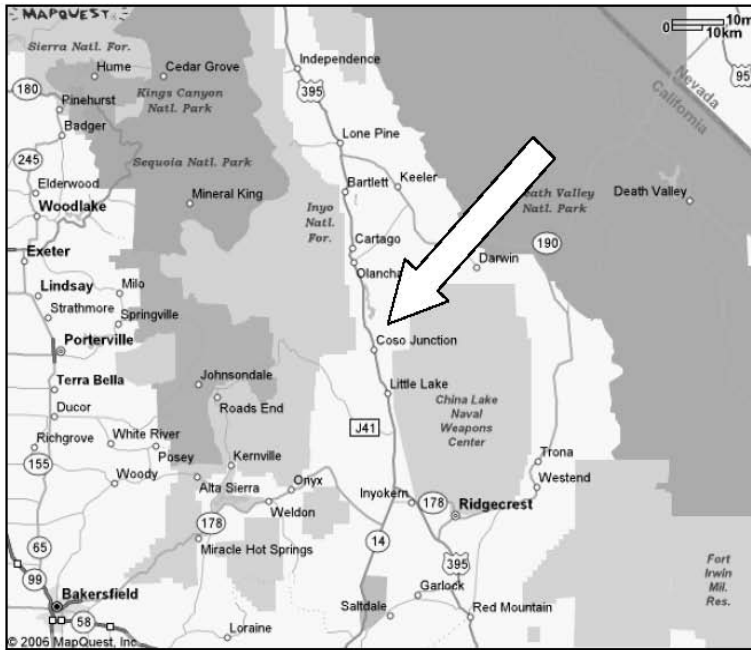 MAPQUEST
0 10m
10km
Sierra Natl. For.
Hume
Cedar Grove
Independence
Nevada
California
95
180
Kings Canyon
Natl. Park
395
Pinehurst
Badger
Lone Pine
245
Sequoia Natl. Park
Elderwood
Mineral King
Bartlett
Keeler
Death Valley
ath Valley
Natl. Park
Woodlake
Inyo
Natl.
For.
Cartago
190
Exeter
Olancha
Darwin
Lindsay
Milo
Strathmore
Springville
Porterville
Coso Junction
Johnsondale
Terra Bella
Little Lake
Roads End
China Lake
Naval
Weapons
Center
Ducor
J41
Richgrove
White River
Posey
Kernville
Trona
155
Woody
Alta Sierra
Onyx
Westend
Inyokern
178
Ridgecrest
Weldon
178
65
Miracle Hot Springs
14
395
Fort
Irwin
Mil.
Res.
99
Bakersfield
Garlock
Saltdale
Red Mountain
58
Loraine
© 2006 MapQuest, Inc.